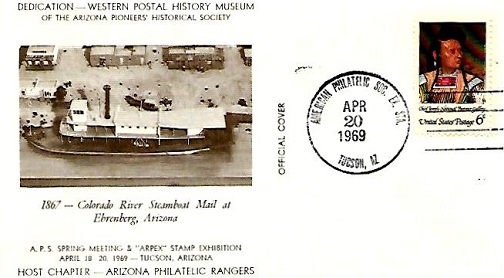 DEDICATION — WESTERN POSTAL HISTORY MUSEUM
OF THE ARIZONA PIONEERS' HISTORICAL SOCIETY
1867 — Colorado River Steamboat Mail at
Ehrenberg, Arizona
A.P.S. SPRING MEETING & "ARPEX" STAMP EXHIBITION
APRIL 18 20, 1969 — TUCSON, ARIZONA
HOST CHAPTER — ARIZONA PHILATELIC RANGERS
OFFICIAL COVER
AMERICAN PHILATELIC SOC. EX. STA.
APR
20
1969
TUCSON, AZ
United States Postage 6¢